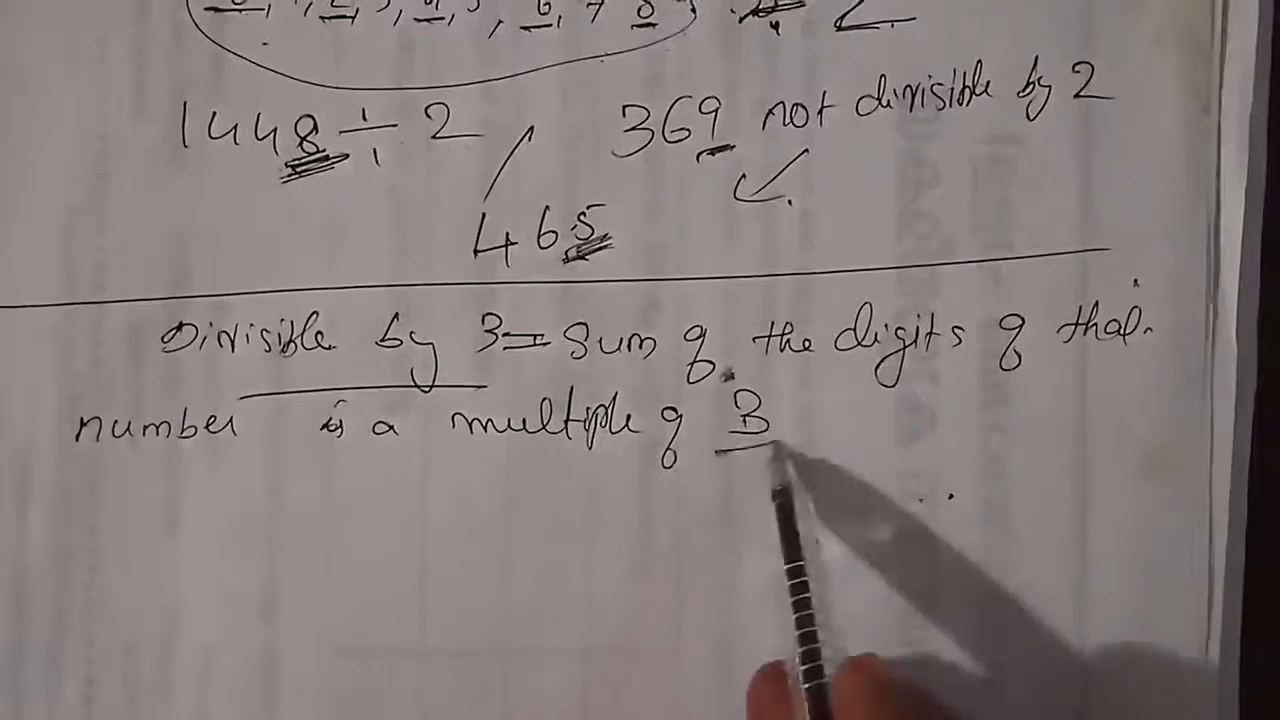 1448 ÷ 2
369 not divisible by 2
465
Divisible by 3 = Sum of the digits of that
number is a multiple of 3